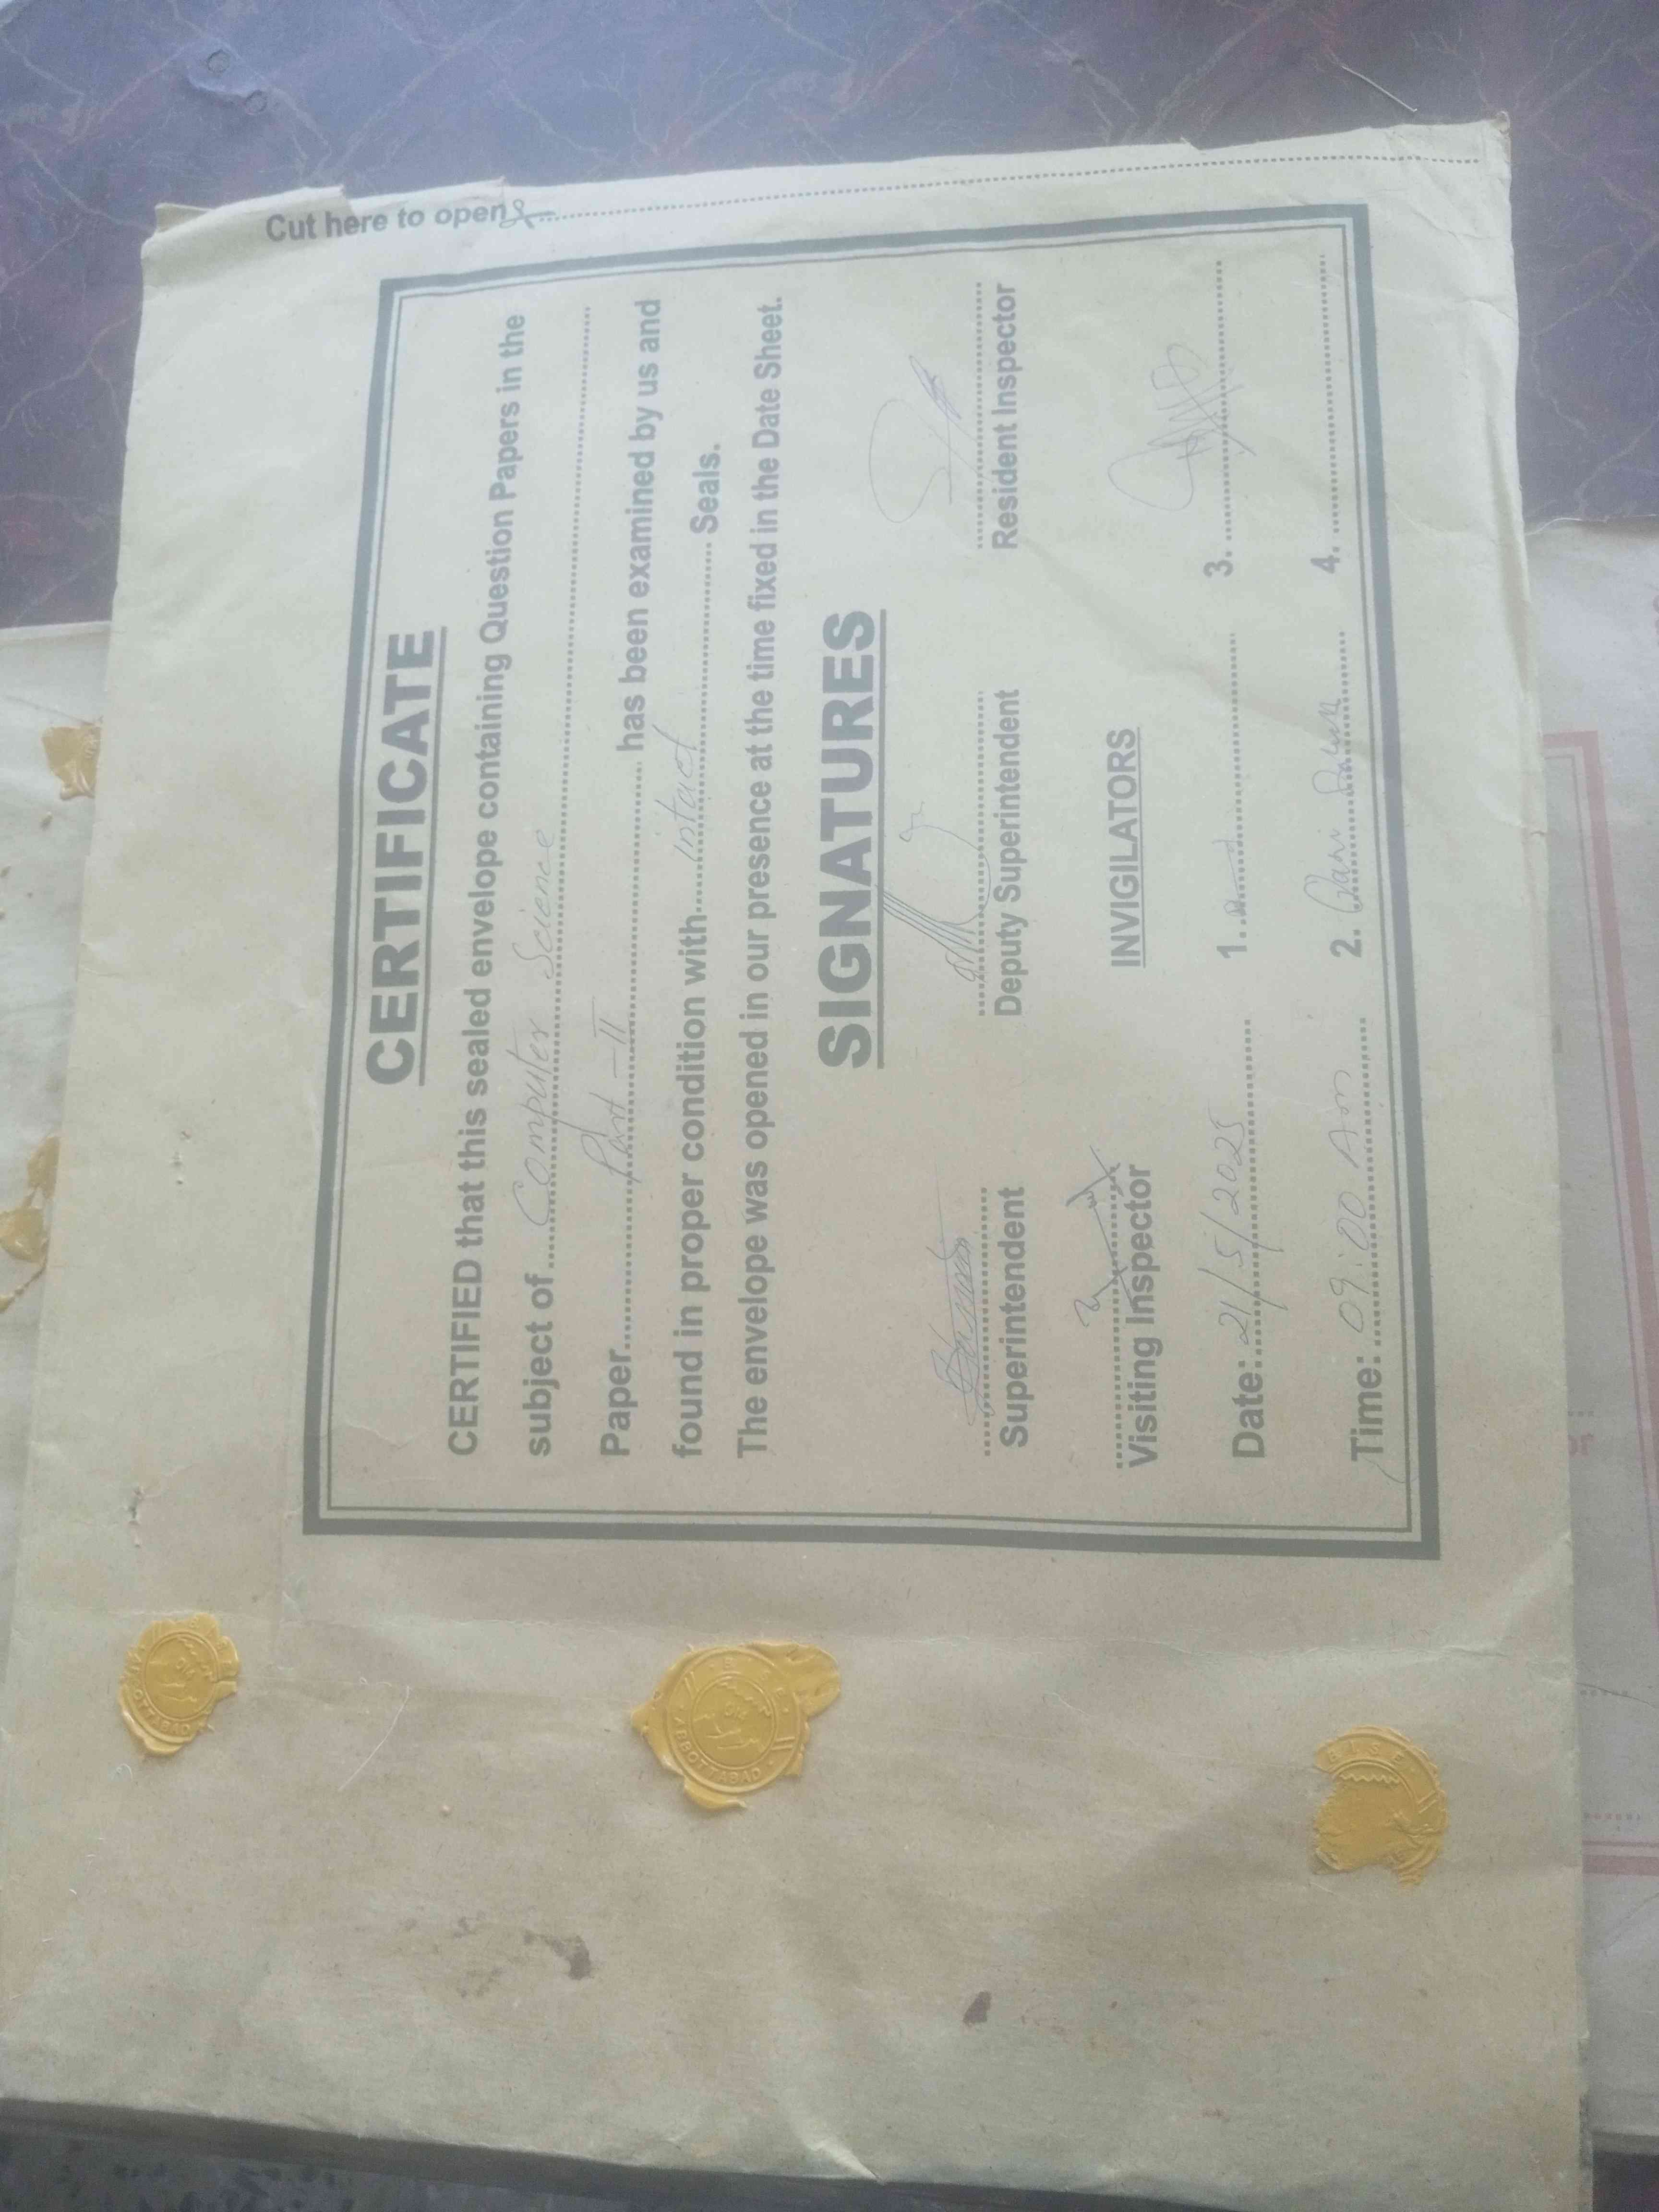 Cut here to open
CERTIFICATE
CERTIFIED that this sealed envelope containing Question Papers in the
subject of Computer Science
Paper Part - II has been examined by us and
found in proper condition with intact Seals.
The envelope was opened in our presence at the time fixed in the Date Sheet.
SIGNATURES
Superintendent Deputy Superintendent Resident Inspector
Visiting Inspector
INVIGILATORS
Date: 21/5/2025 1. 3.
Time: 09:00 Am 2. 4.
ABBOTTABAD
B I S E
ABBOTTABAD
B I S E